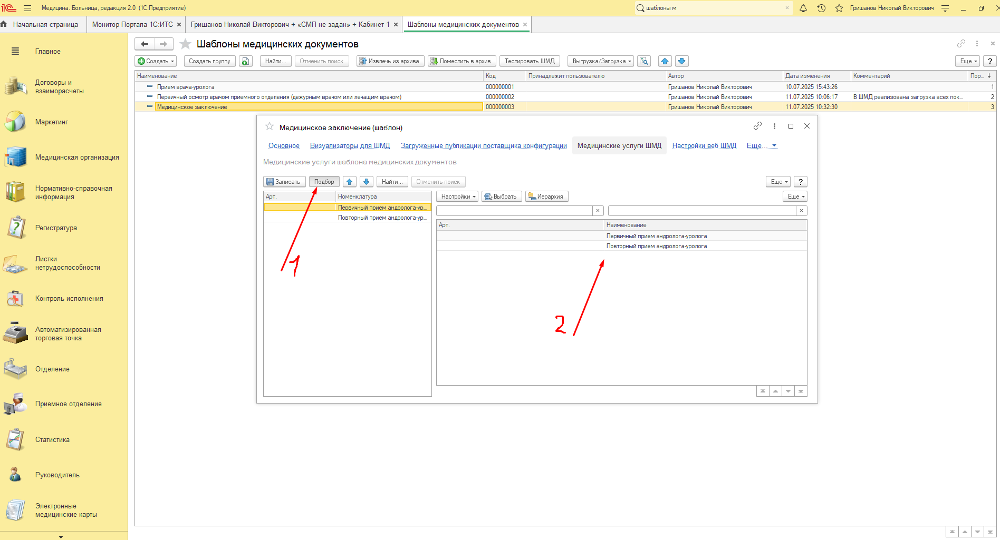 1С Медицина. Больница, редакция 2.0 (1С:Предприятие) шаблоны м × Гришанов Николай Викторович
Начальная страница Монитор Портала 1С:ИТС × Гришанов Николай Викторович + «СМП не задан» + Кабинет 1 × Шаблоны медицинских документов ×
Главное
Договоры и
взаиморасчеты
Маркетинг
Медицинская организация
Нормативно-справочная
информация
Регистратура
Листки
нетрудоспособности
Контроль исполнения
Автоматизированная
торговая точка
Отделение
Приемное отделение
Статистика
Руководитель
Электронные
медицинские карты
Шаблоны медицинских документов
Создать Создать группу Найти... Отменить поиск Извлечь из архива Поместить в архив Тестировать ШМД Выгрузка/Загрузка Еще ?
Наименование Код Принадлежит пользователю Автор Дата изменения Комментарий Пор... ↓
Прием врача-уролога 000000001 Гришанов Николай Викторович 10.07.2025 15:43:26 1
Первичный осмотр врачом приемного отделения (дежурным врачом или лечащим врачом) 000000002 Гришанов Николай Викторович 11.07.2025 10:06:17 В ШМД реализована загрузка всех пок... 2
Медицинское заключение 000000003 Гришанов Николай Викторович 11.07.2025 10:32:30 3
Медицинское заключение (шаблон)
Основное Визуализаторы для ШМД Загруженные публикации поставщика конфигурации Медицинские услуги ШМД Настройки веб ШМД Еще...
Медицинские услуги шаблона медицинских документов
Записать Подбор Найти... Отменить поиск Еще ?
Арт. Номенклатура
Первичный прием андролога-ур...
Повторный прием андролога-ур...
Настройки Выбрать Иерархия Еще
× ×
Арт. Наименование
Первичный прием андролога-уролога
Повторный прием андролога-уролога
1
2